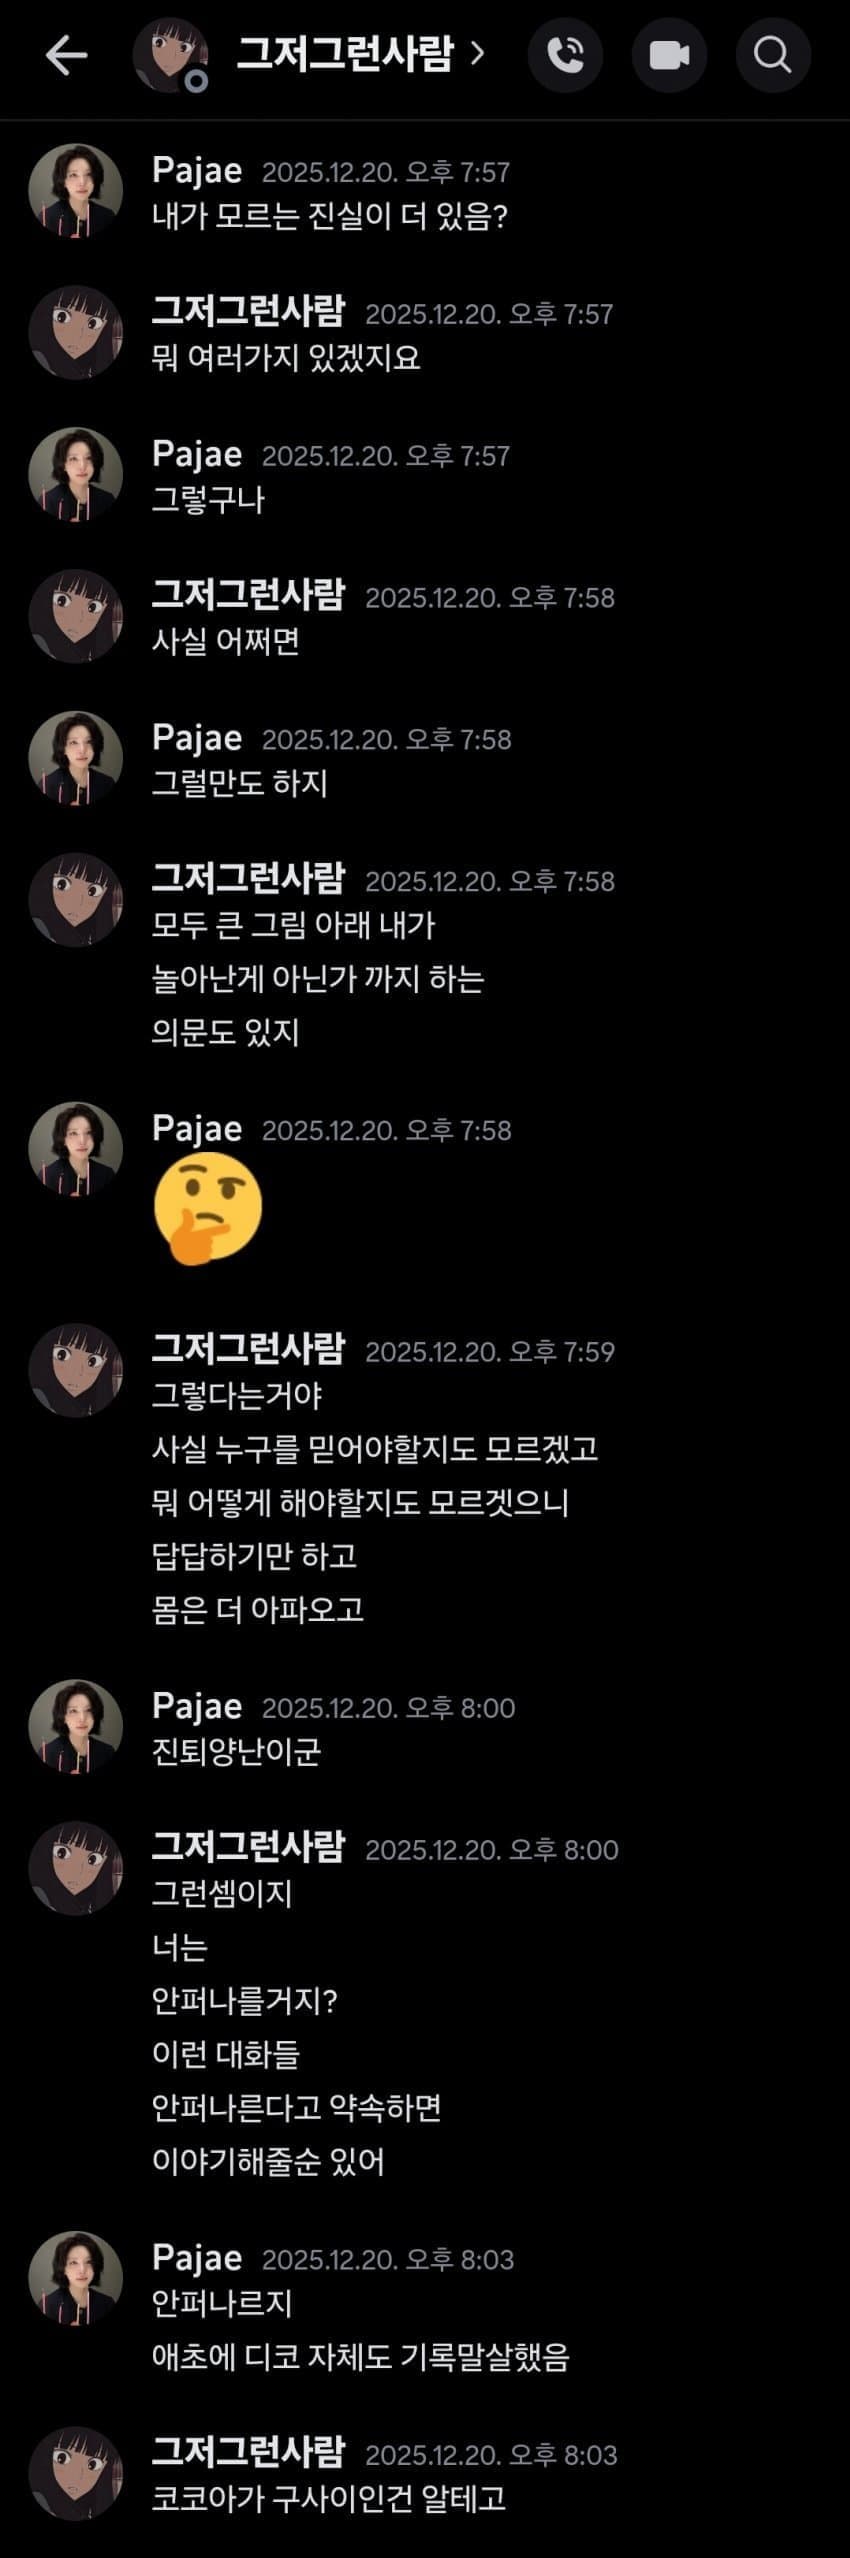 그저그런사람
Pajae 2025.12.20. 오후 7:57
내가 모르는 진실이 더 있음?
그저그런사람 2025.12.20. 오후 7:57
뭐 여러가지 있겠지요
Pajae 2025.12.20. 오후 7:57
그렇구나
그저그런사람 2025.12.20. 오후 7:58
사실 어쩌면
Pajae 2025.12.20. 오후 7:58
그럴만도 하지
그저그런사람 2025.12.20. 오후 7:58
모두 큰 그림 아래 내가
놀아난게 아닌가 까지 하는
의문도 있지
Pajae 2025.12.20. 오후 7:58
🤔
그저그런사람 2025.12.20. 오후 7:59
그렇다는거야
사실 누구를 믿어야할지도 모르겠고
뭐 어떻게 해야할지도 모르겟으니
답답하기만 하고
몸은 더 아파오고
Pajae 2025.12.20. 오후 8:00
진퇴양난이군
그저그런사람 2025.12.20. 오후 8:00
그런셈이지
너는
안퍼나를거지?
이런 대화들
안퍼나른다고 약속하면
이야기해줄순 있어
Pajae 2025.12.20. 오후 8:03
안퍼나르지
애초에 디코 자체도 기록말살했음
그저그런사람 2025.12.20. 오후 8:03
코코아가 구사이인건 알테고